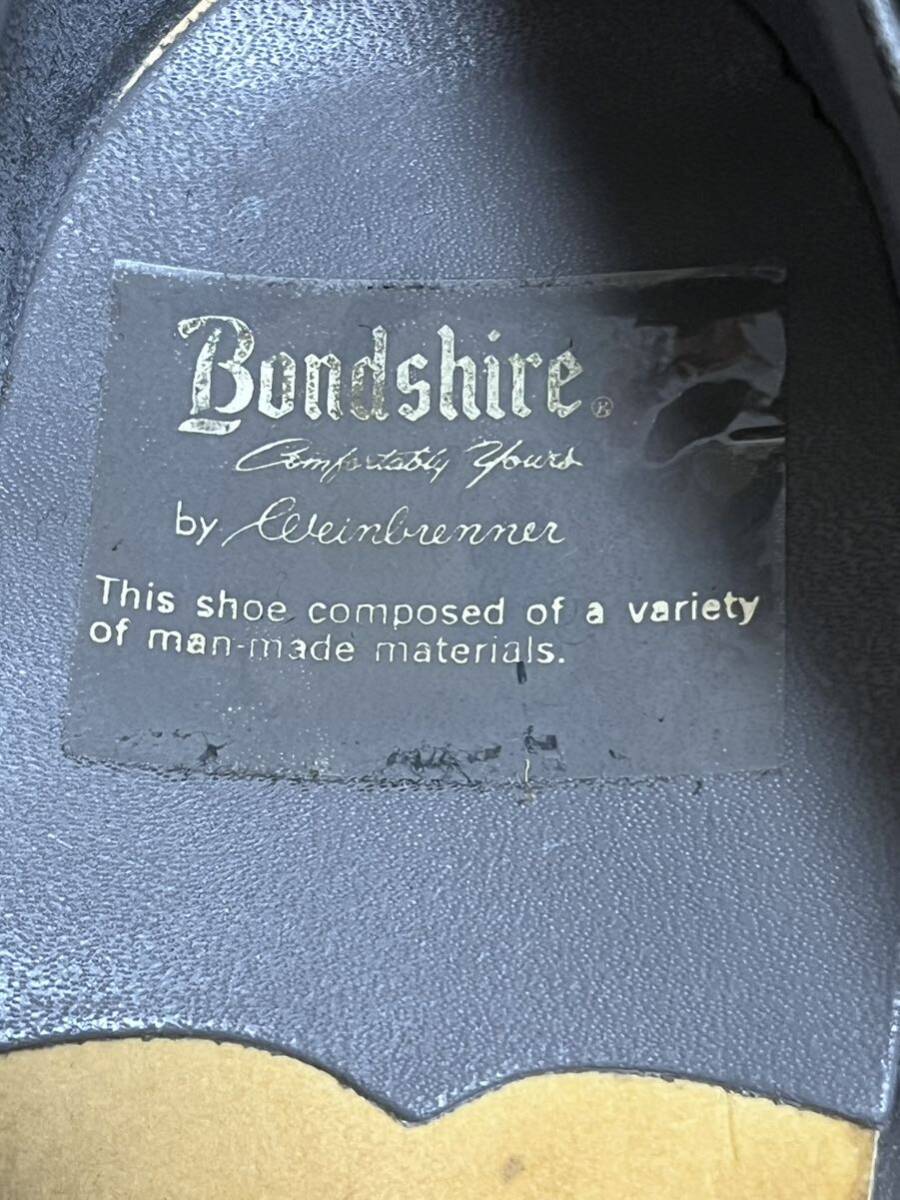 Bondshire®
Comfortably Yours
by Weinbrenner
This shoe composed of a variety
of man-made materials.